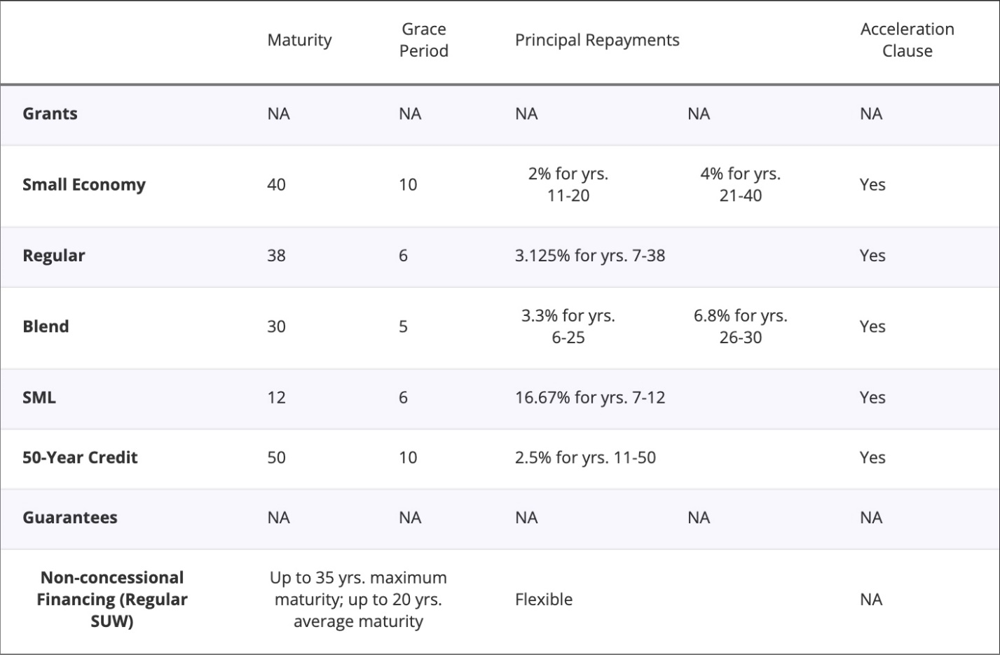 Maturity
Grace
Period
Principal Repayments
Acceleration
Clause
Grants
NA
NA
NA
NA
NA
Small Economy
40
10
2% for yrs.
11-20
4% for yrs.
21-40
Yes
Regular
38
6
3.125% for yrs. 7-38
Yes
Blend
30
5
3.3% for yrs.
6-25
6.8% for yrs.
26-30
Yes
SML
12
6
16.67% for yrs. 7-12
Yes
50-Year Credit
50
10
2.5% for yrs. 11-50
Yes
Guarantees
NA
NA
NA
NA
NA
Non-concessional
Financing (Regular
SUW)
Up to 35 yrs. maximum
maturity; up to 20 yrs.
average maturity
Flexible
NA